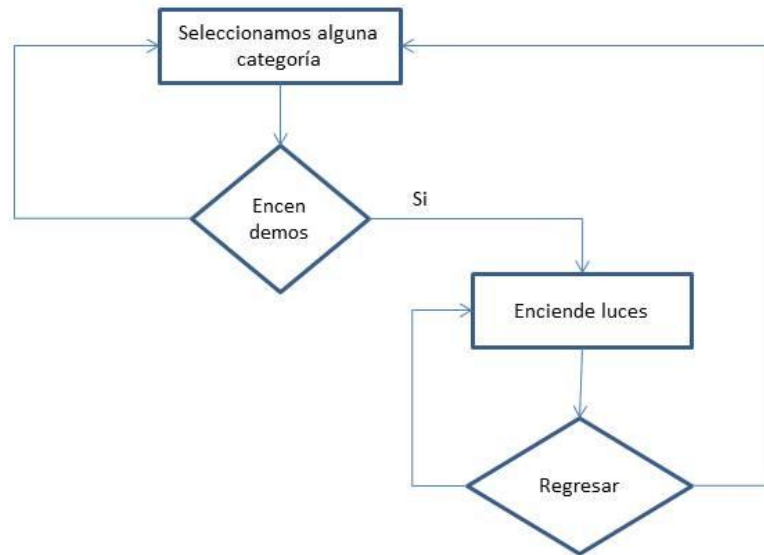 Seleccionamos alguna
categoría
Encen
demos
Si
Enciende luces
Regresar